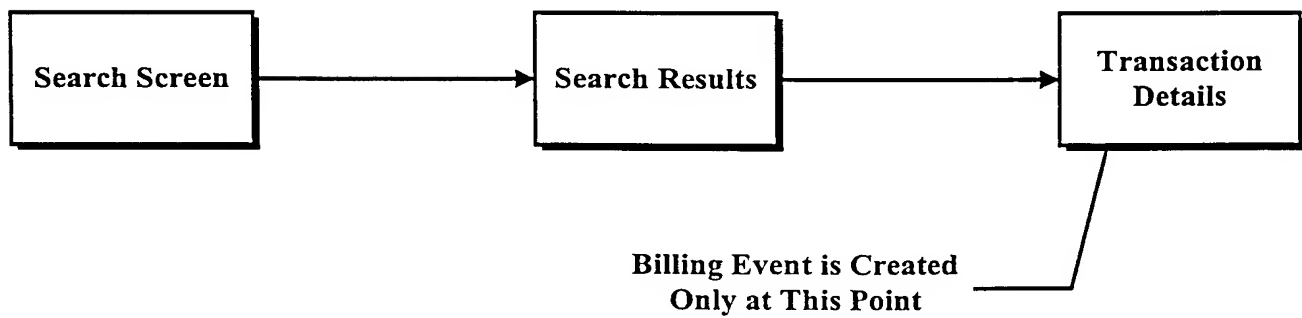 Search Screen
Search Results
Transaction
Details
Billing Event is Created
Only at This Point